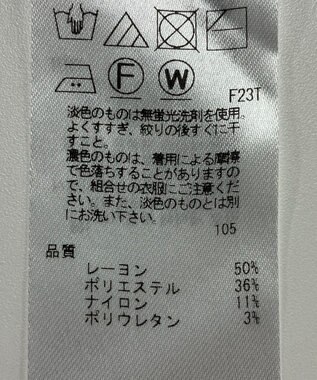 F
W
F23T
淡色のものは無蛍光洗剤を使用。
よくすすぎ、絞りの後すぐに干
すこと。
濃色のものは、着用による摩擦
で色落ちすることがありますの
で、組合せの衣服にご注意くだ
さい。また、淡色のものとは別
にお洗い下さい。
105
品質
レーヨン 50%
ポリエステル 36%
ナイロン 11%
ポリウレタン 3%